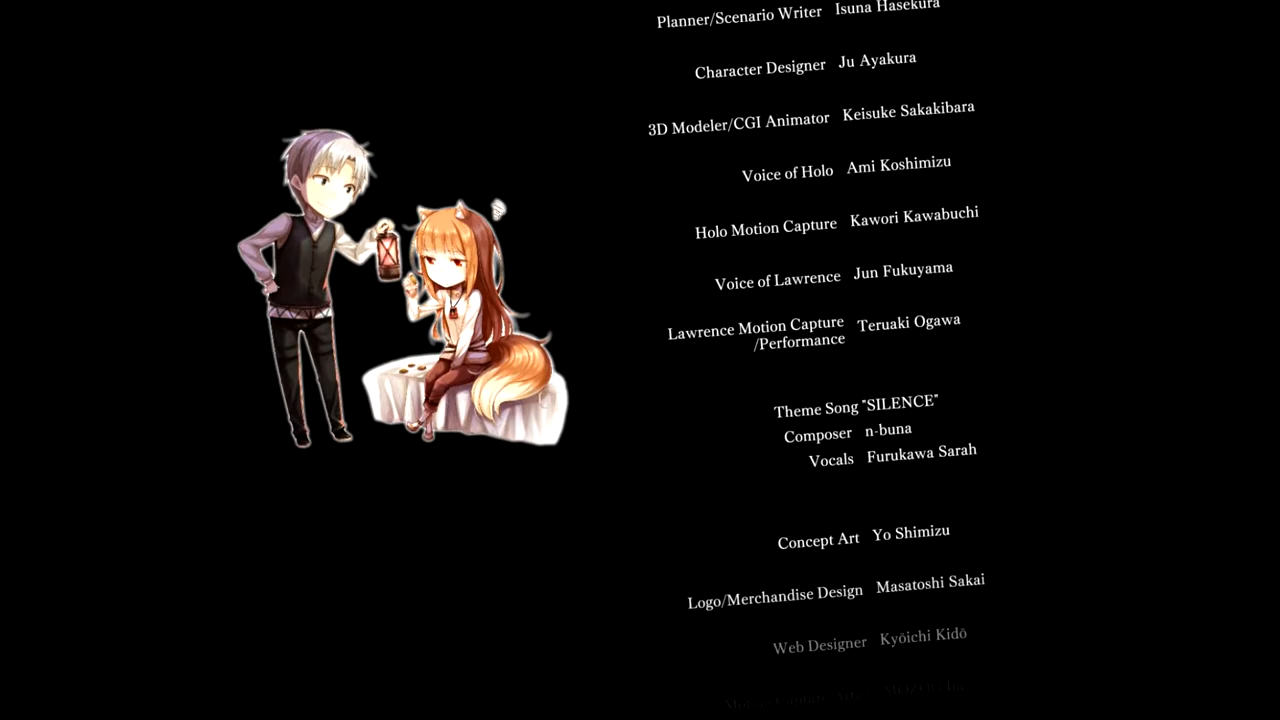 Planner/Scenario Writer Isuna Hasekura
Character Designer Ju Ayakura
3D Modeler/CGI Animator Keisuke Sakakibara
Voice of Holo Ami Koshimizu
Holo Motion Capture Kawori Kawabuchi
Voice of Lawrence Jun Fukuyama
Lawrence Motion Capture Teruaki Ogawa
/Performance
Theme Song "SILENCE"
Composer n-buna
Vocals Furukawa Sarah
Concept Art Yo Shimizu
Logo/Merchandise Design Masatoshi Sakai
Web Designer Kyōichi Kidō